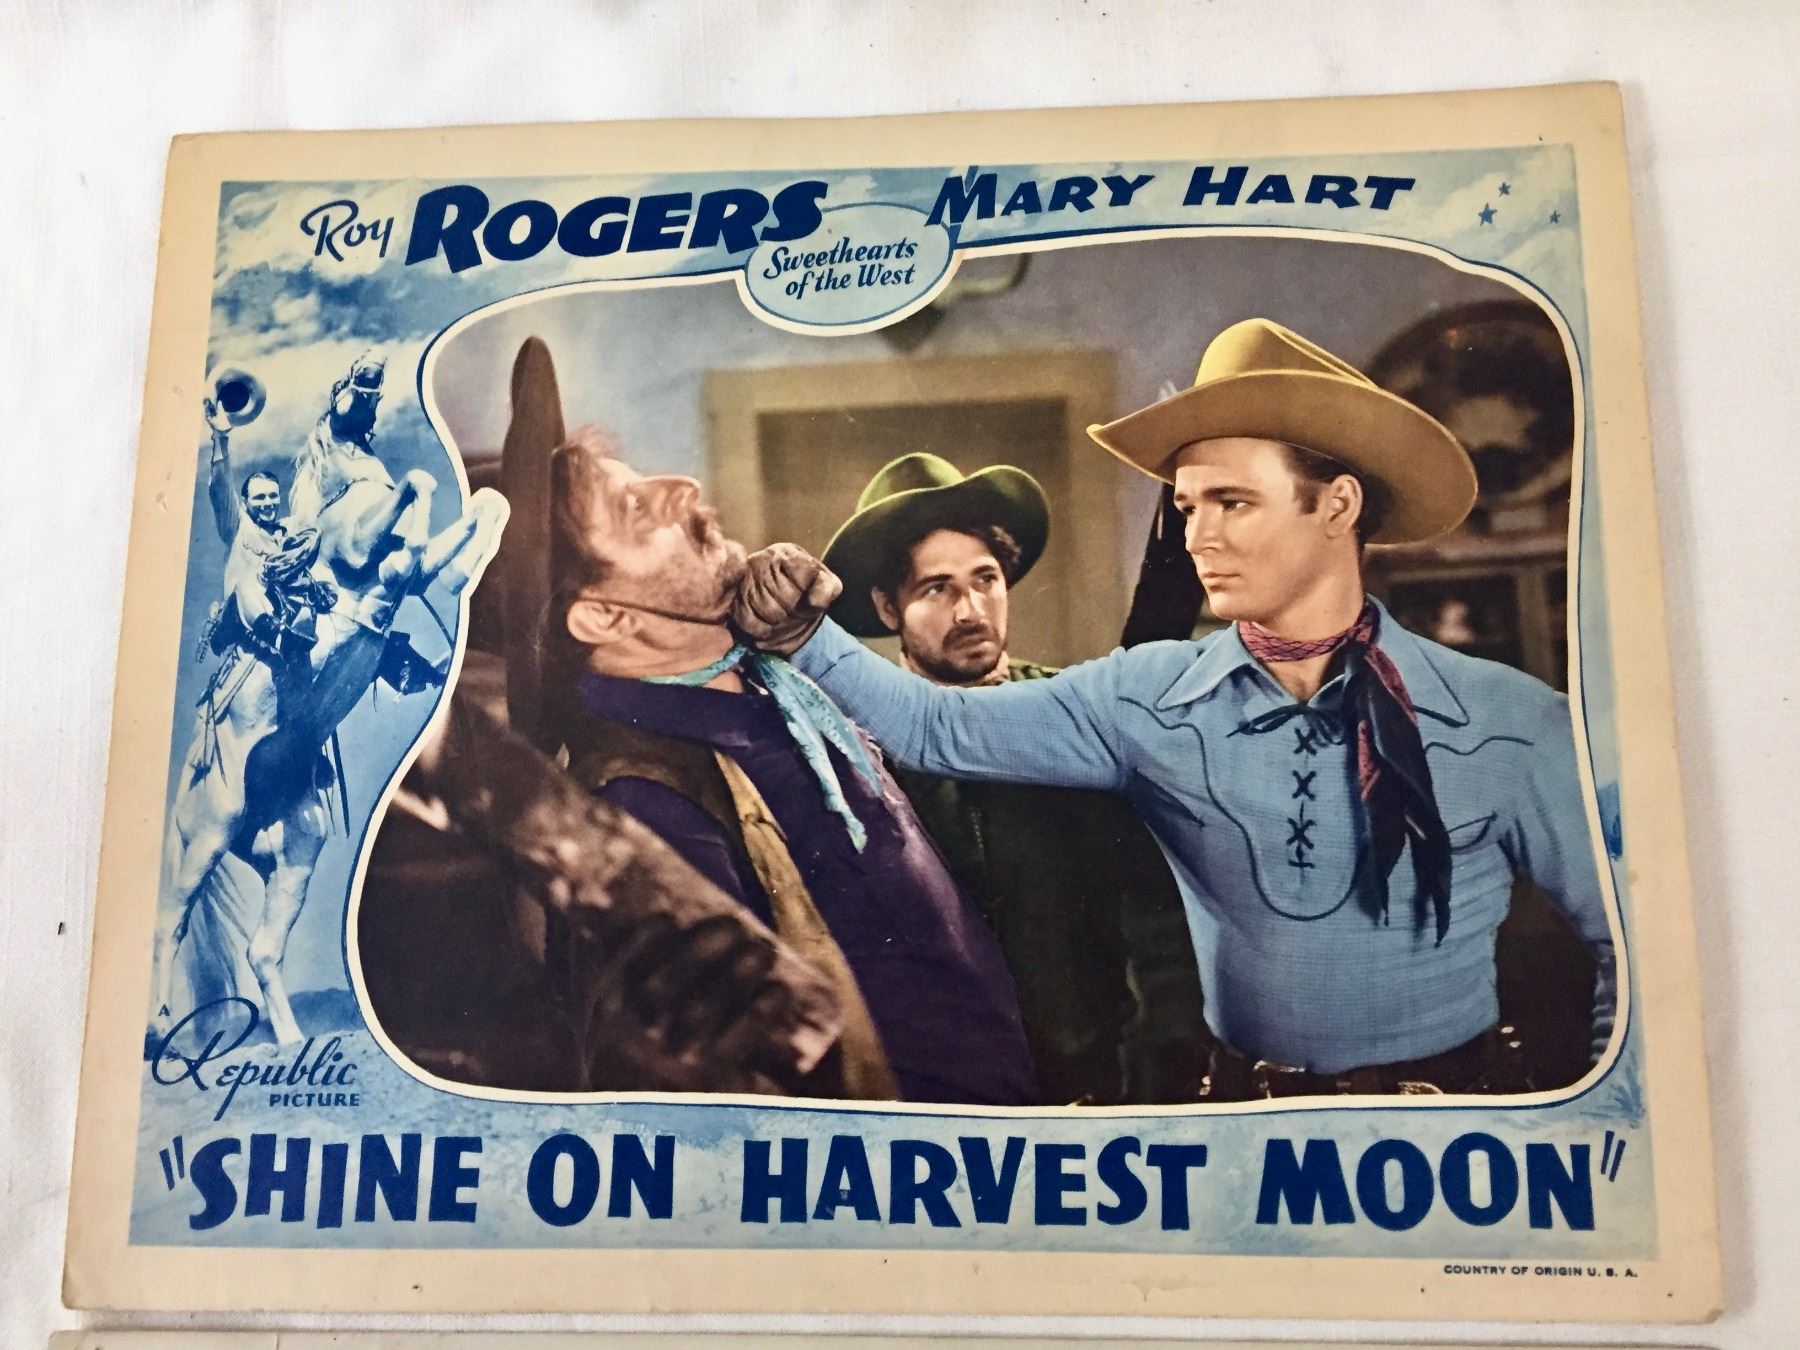 Roy ROGERS MARY HART
Sweethearts
of the West
A
Republic
PICTURE
"SHINE ON HARVEST MOON"
COUNTRY OF ORIGIN U. S. A.